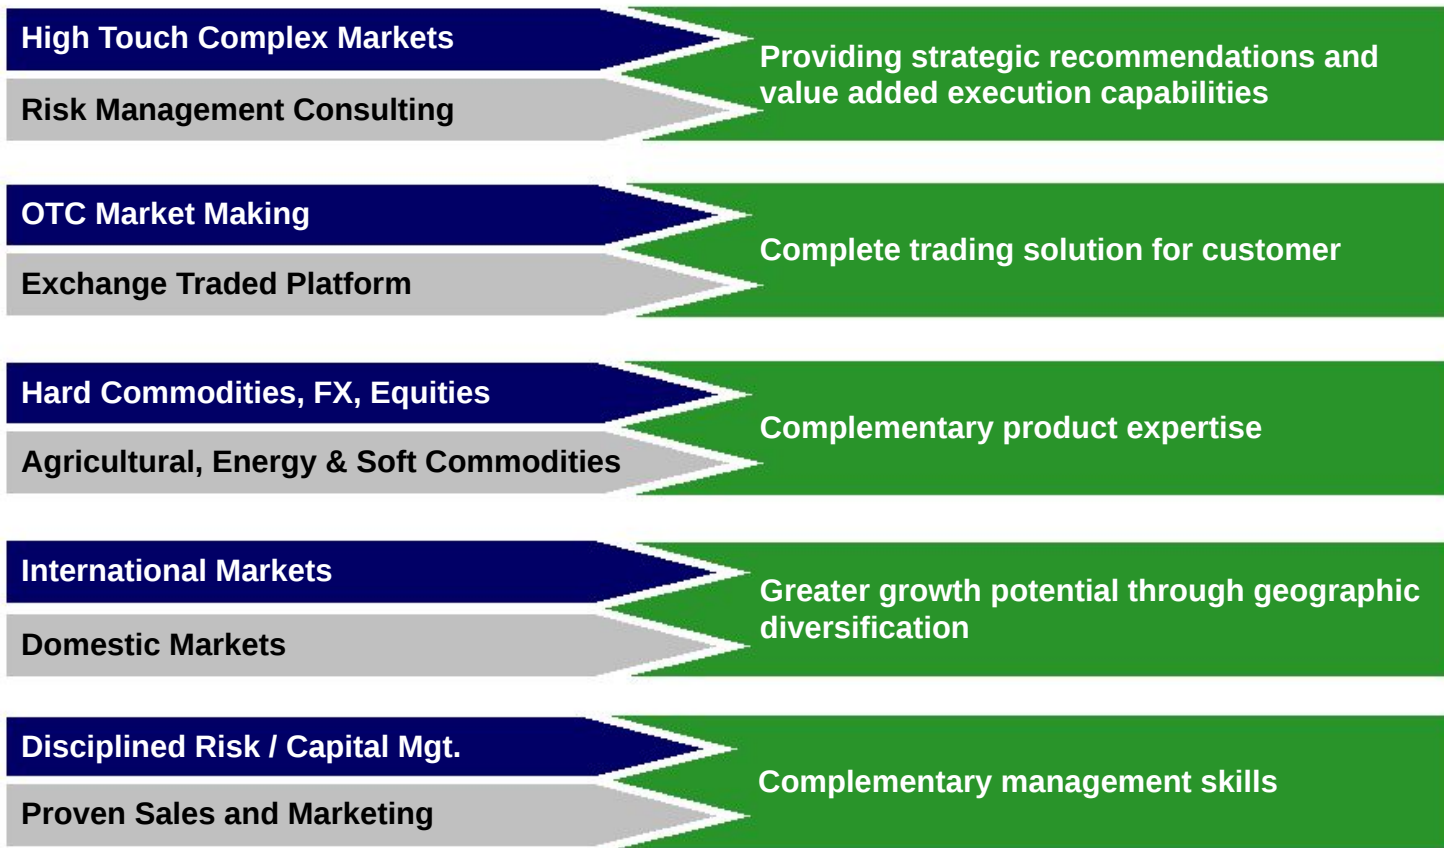 High Touch Complex Markets
Risk Management Consulting
Providing strategic recommendations and
value added execution capabilities
OTC Market Making
Exchange Traded Platform
Complete trading solution for customer
Hard Commodities, FX, Equities
Agricultural, Energy & Soft Commodities
Complementary product expertise
International Markets
Domestic Markets
Greater growth potential through geographic
diversification
Disciplined Risk / Capital Mgt.
Proven Sales and Marketing
Complementary management skills